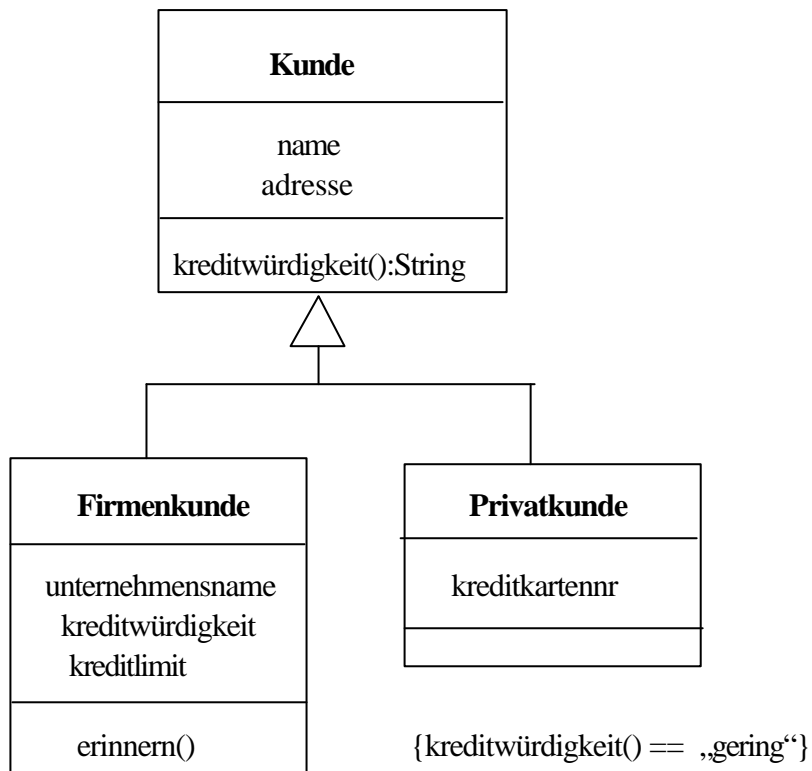 Kunde
name
adresse
kreditwürdigkeit():String
Firmenkunde
unternehmensname
kreditwürdigkeit
kreditlimit
erinnern()
Privatkunde
kreditkartennr
{kreditwürdigkeit() == „gering“}